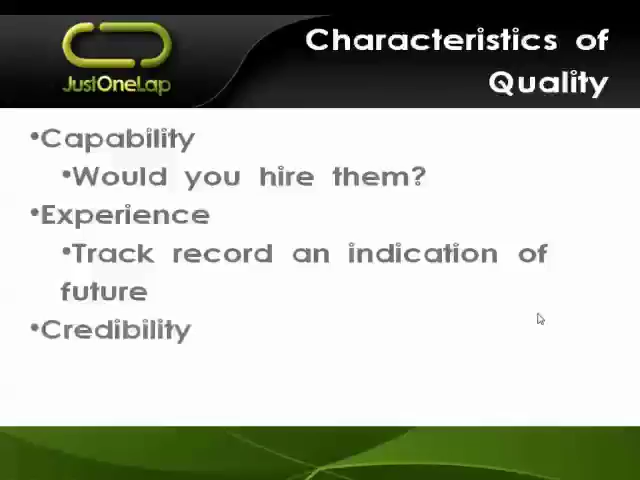 Characteristics of
Quality
JustOneLap
•Capability
•Would you hire them?
•Experience
•Track record an indication of
future
•Credibility